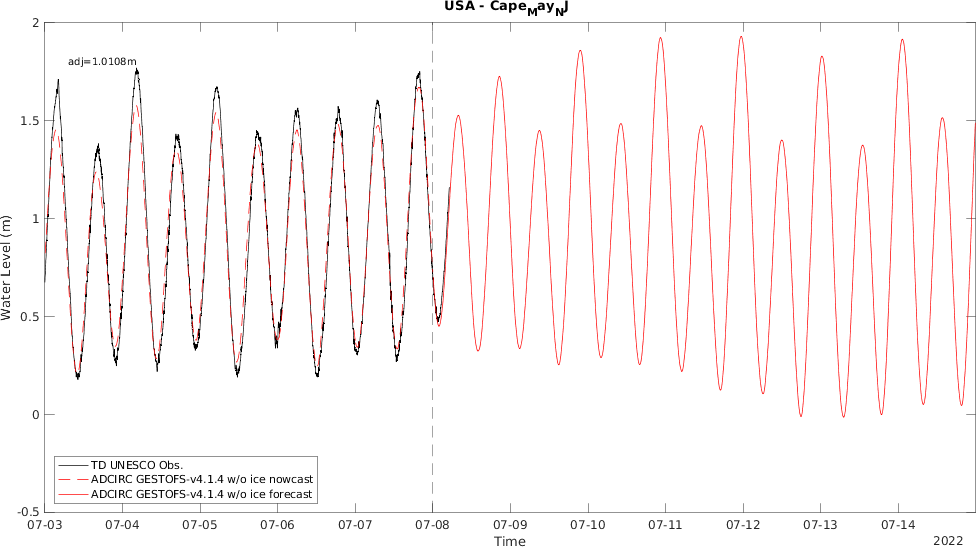 USA - CapeMayNJ
adj=1.0108m
2
1.5
1
0.5
0
-0.5
Water Level (m)
TD UNESCO Obs.
ADCIRC GESTOFS-v4.1.4 w/o ice nowcast
ADCIRC GESTOFS-v4.1.4 w/o ice forecast
07-03 07-04 07-05 07-06 07-07 07-08 07-09 07-10 07-11 07-12 07-13 07-14
Time
2022